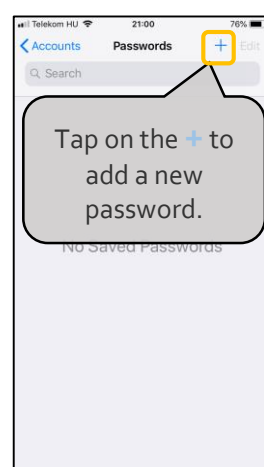 Telekom HU 21:00 76%
Accounts Passwords + Edit
Search
Tap on the + to
add a new
password.
No Saved Passwords